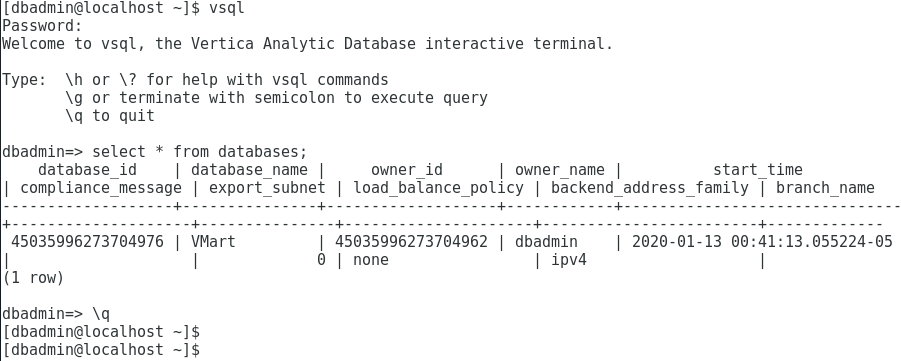 [dbadmin@localhost ~]$ vsql
Password:
Welcome to vsql, the Vertica Analytic Database interactive terminal.
Type:  \h or \? for help with vsql commands
       \g or terminate with semicolon to execute query
       \q to quit
dbadmin=> select * from databases;
    database_id    | database_name |     owner_id      | owner_name |          start_time
| compliance_message | export_subnet | load_balance_policy | backend_address_family | branch_name
-------------------+---------------+-------------------+------------+-------------------------------
+--------------------+---------------+---------------------+------------------------+-------------
 45035996273704976 | VMart         | 45035996273704962 | dbadmin    | 2020-01-13 00:41:13.055224-05
|                    |             0 | none                | ipv4                   |
(1 row)
dbadmin=> \q
[dbadmin@localhost ~]$
[dbadmin@localhost ~]$